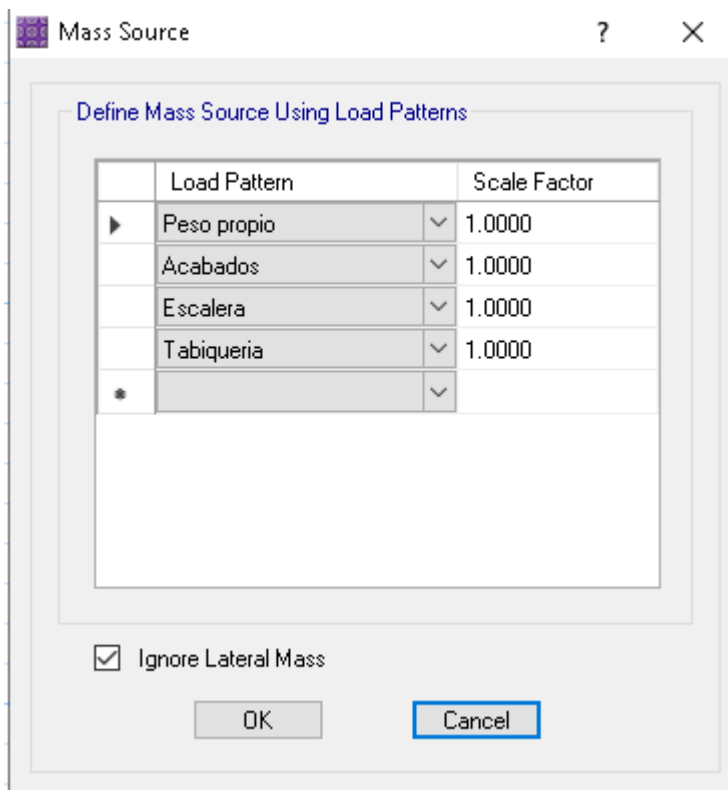 Mass Source ?
Define Mass Source Using Load Patterns
Load Pattern Scale Factor
Peso propio 1.0000
Acabados 1.0000
Escalera 1.0000
Tabiqueria 1.0000
Ignore Lateral Mass
OK Cancel